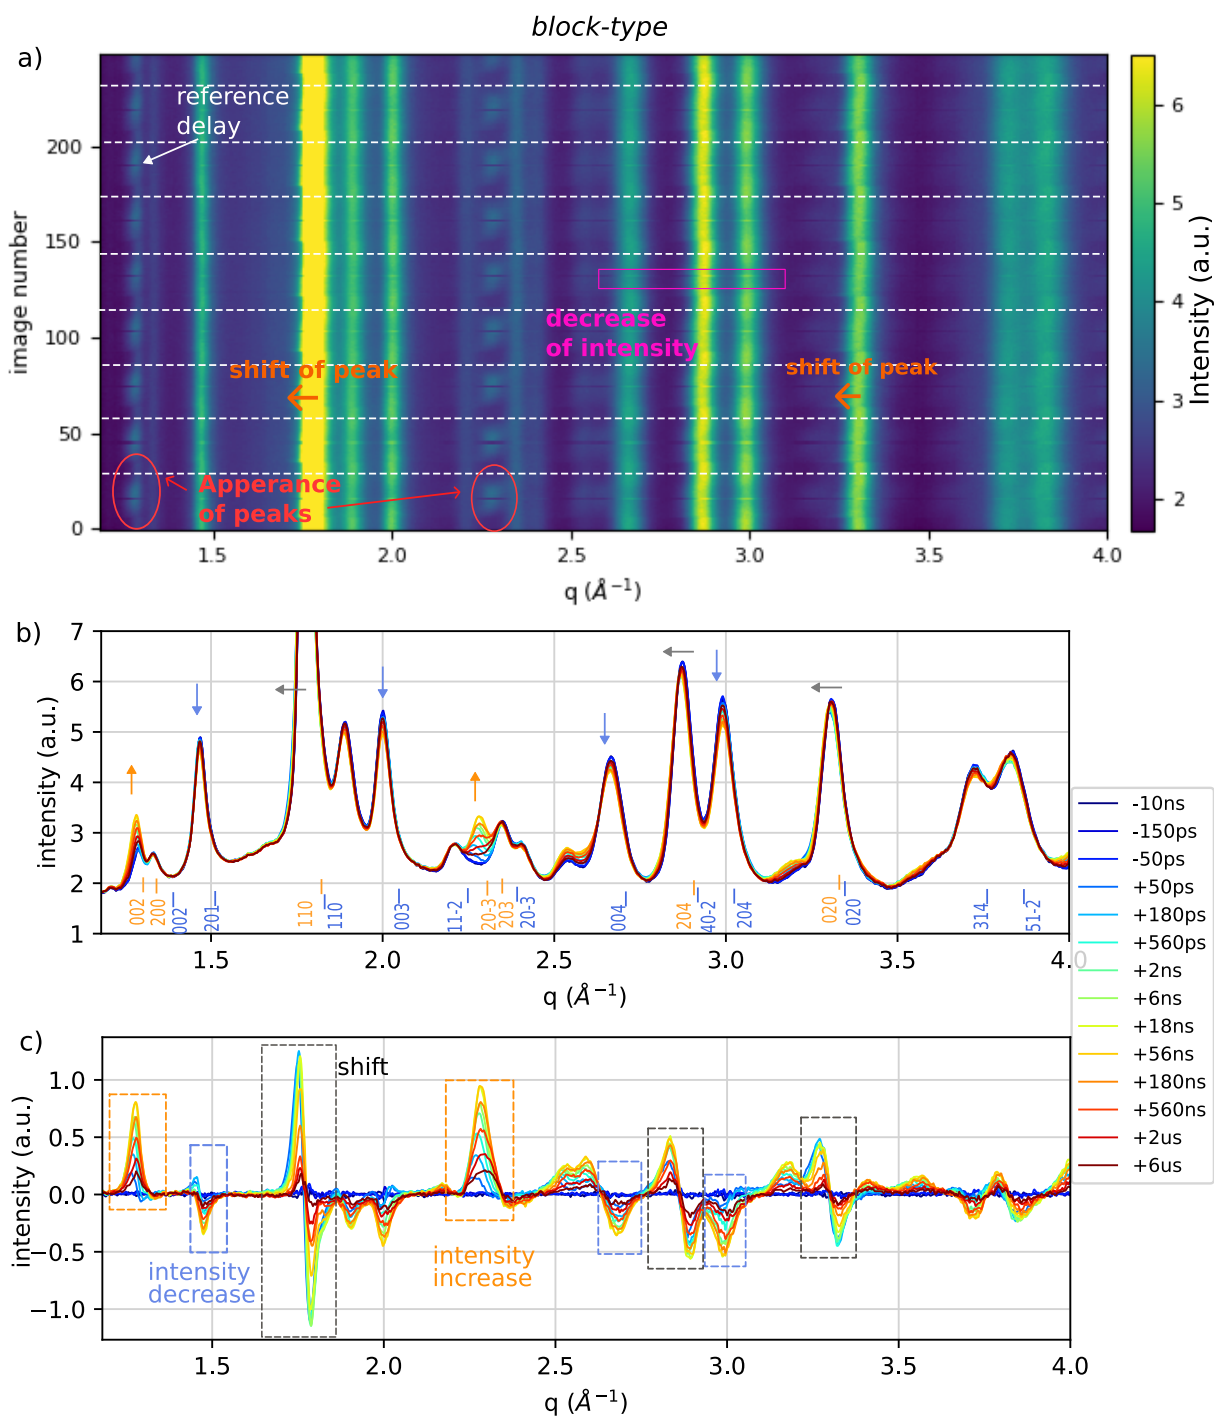 block-type
a)
reference
delay
decrease
of intensity
shift of peak
shift of peak
Apperance
of peaks
200
150
100
50
0
image number
1.5 2.0 2.5 3.0 3.5 4.0
q (Å⁻¹)
6
5
4
3
2
Intensity (a.u.)
b)
7
6
5
4
3
2
1
intensity (a.u.)
002 200 002 201 110 110 003 11-2 20-3 203 20-3 004 204 40-2 204 020 020 314 51-2
1.5 2.0 2.5 3.0 3.5 4.0
q (Å⁻¹)
-10ns
-150ps
-50ps
+50ps
+180ps
+560ps
+2ns
+6ns
+18ns
+56ns
+180ns
+560ns
+2us
+6us
c)
shift
intensity
decrease
intensity
increase
1.0
0.5
0.0
−0.5
−1.0
intensity (a.u.)
1.5 2.0 2.5 3.0 3.5 4.0
q (Å⁻¹)